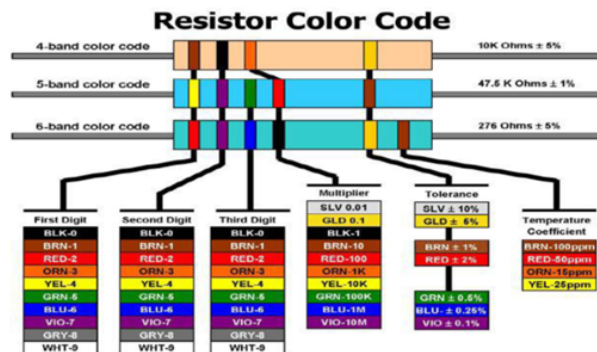 Resistor Color Code
4-band color code
10K Ohms ± 5%
5-band color code
47.5 K Ohms ± 1%
6-band color code
276 Ohms ± 5%
First Digit
BLK-0
BRN-1
RED-2
ORN-3
YEL-4
GRN-5
BLU-6
VIO-7
GRY-8
WHT-9
Second Digit
BLK-0
BRN-1
RED-2
ORN-3
YEL-4
GRN-5
BLU-6
VIO-7
GRY-8
WHT-9
Third Digit
BLK-0
BRN-1
RED-2
ORN-3
YEL-4
GRN-5
BLU-6
VIO-7
GRY-8
WHT-9
Multiplier
SLV 0.01
GLD 0.1
BLK-1
BRN-10
RED-100
ORN-1K
YEL-10K
GRN-100K
BLU-1M
VIO-10M
Tolerance
SLV ± 10%
GLD ± 5%
BRN ± 1%
RED ± 2%
GRN ± 0.5%
BLU- ± 0.25%
VIO ± 0.1%
Temperature
Coefficient
BRN-100ppm
RED-50ppm
ORN-15ppm
YEL-25ppm